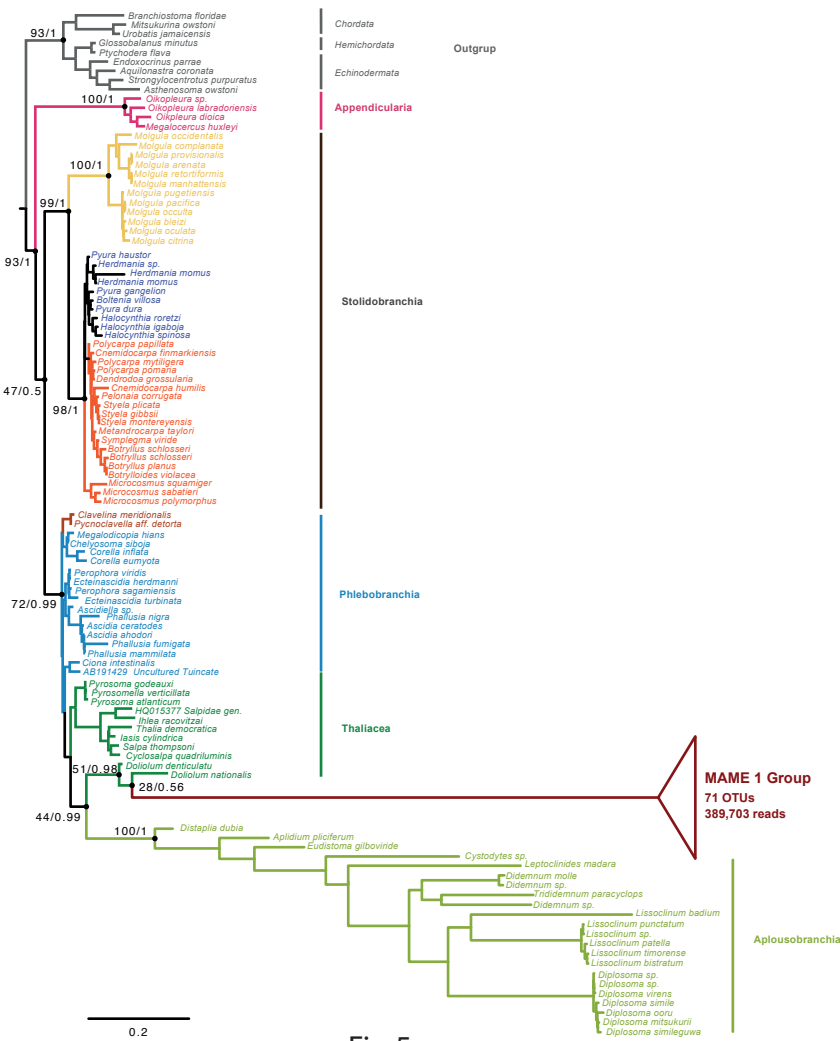 Branchiostoma floridae
Mitsukurina owstoni
Urobatis jamaicensis
Chordata
93/1
Glossobalanus minutus
Ptychodera flava
Hemichordata
Outgrup
Endoxocrinus parrae
Aquilonastra coronata
Strongylocentrotus purpuratus
Asthenosoma owstoni
Echinodermata
100/1
Oikopleura sp.
Oikopleura labradoriensis
Oikpleura dioica
Megalocercus huxleyi
Appendicularia
Molgula occidentalis
Molgula complanata
Molgula provisionalis
100/1
Molgula arenata
Molgula retortiformis
Molgula manhattensis
Molgula pugetiensis
Molgula pacifica
99/1
Molgula occulta
Molgula bleizi
Molgula oculata
Molgula citrina
93/1
Pyura haustor
Herdmania sp.
Herdmania momus
Herdmania momus
Pyura gangelion
Boltenia villosa
Stolidobranchia
Pyura dura
Halocynthia roretzi
Halocynthia igaboja
Halocynthia spinosa
Polycarpa papillata
Cnemidocarpa finmarkiensis
Polycarpa mytiligera
Polycarpa pomaria
Dendrodoa grossularia
47/0.5
Cnemidocarpa humilis
Pelonaia corrugata
98/1
Styela plicata
Styela gibbsii
Styela montereyensis
Metandrocarpa taylori
Symplegma viride
Botryllus schlosseri
Botryllus schlosseri
Botryllus planus
Botrylloides violacea
Microcosmus squamiger
Microcosmus sabatieri
Microcosmus polymorphus
Clavelina meridionalis
Pycnoclavella aff. detorta
Megalodicopia hians
Chelyosoma siboja
Corella inflata
Corella eumyota
Perophora viridis
Ecteinascidia herdmanni
Perophora sagamiensis
Ecteinascidia turbinata
72/0.99
Phlebobranchia
Ascidiella sp.
Phallusia nigra
Ascidia ceratodes
Ascidia ahodori
Phallusia fumigata
Phallusia mammilata
Ciona intestinalis
AB191429 Uncultured Tuincate
Pyrosoma godeauxi
Pyrosomella verticillata
Pyrosoma atlanticum
HQ015377 Salpidae gen.
Ihlea racovitzai
Thalia democratica
Thaliacea
Iasis cylindrica
Salpa thompsoni
Cyclosalpa quadriluminis
Doliolum denticulatu
51/0.98
Doliolum nationalis
28/0.56
MAME 1 Group
71 OTUs
389,703 reads
44/0.99
100/1
Distaplia dubia
Aplidium pliciferum
Eudistoma gilboviride
Cystodytes sp.
Leptoclinides madara
Didemnum molle
Didemnum sp.
Trididemnum paracyclops
Didemnum sp.
Lissoclinum badium
Lissoclinum punctatum
Lissoclinum sp.
Lissoclinum patella
Lissoclinum timorense
Lissoclinum bistratum
Aplousobranchia
Diplosoma sp.
Diplosoma sp.
Diplosoma virens
Diplosoma simile
Diplosoma ooru
Diplosoma mitsukurii
Diplosoma simileguwa
0.2